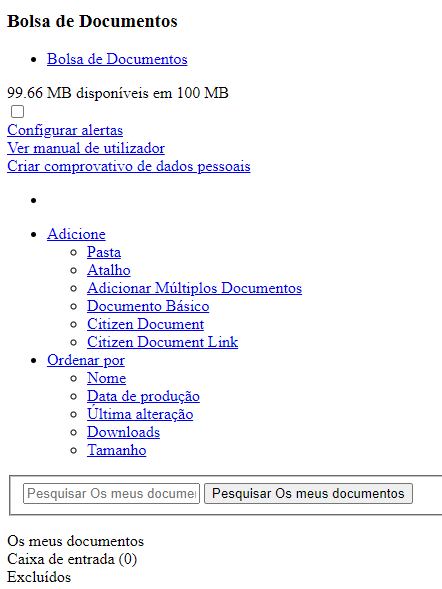 Bolsa de Documentos
Bolsa de Documentos
99.66 MB disponíveis em 100 MB
Configurar alertas
Ver manual de utilizador
Criar comprovativo de dados pessoais
Adicione
Pasta
Atalho
Adicionar Múltiplos Documentos
Documento Básico
Citizen Document
Citizen Document Link
Ordenar por
Nome
Data de produção
Última alteração
Downloads
Tamanho
Pesquisar Os meus documen Pesquisar Os meus documentos
Os meus documentos
Caixa de entrada (0)
Excluídos